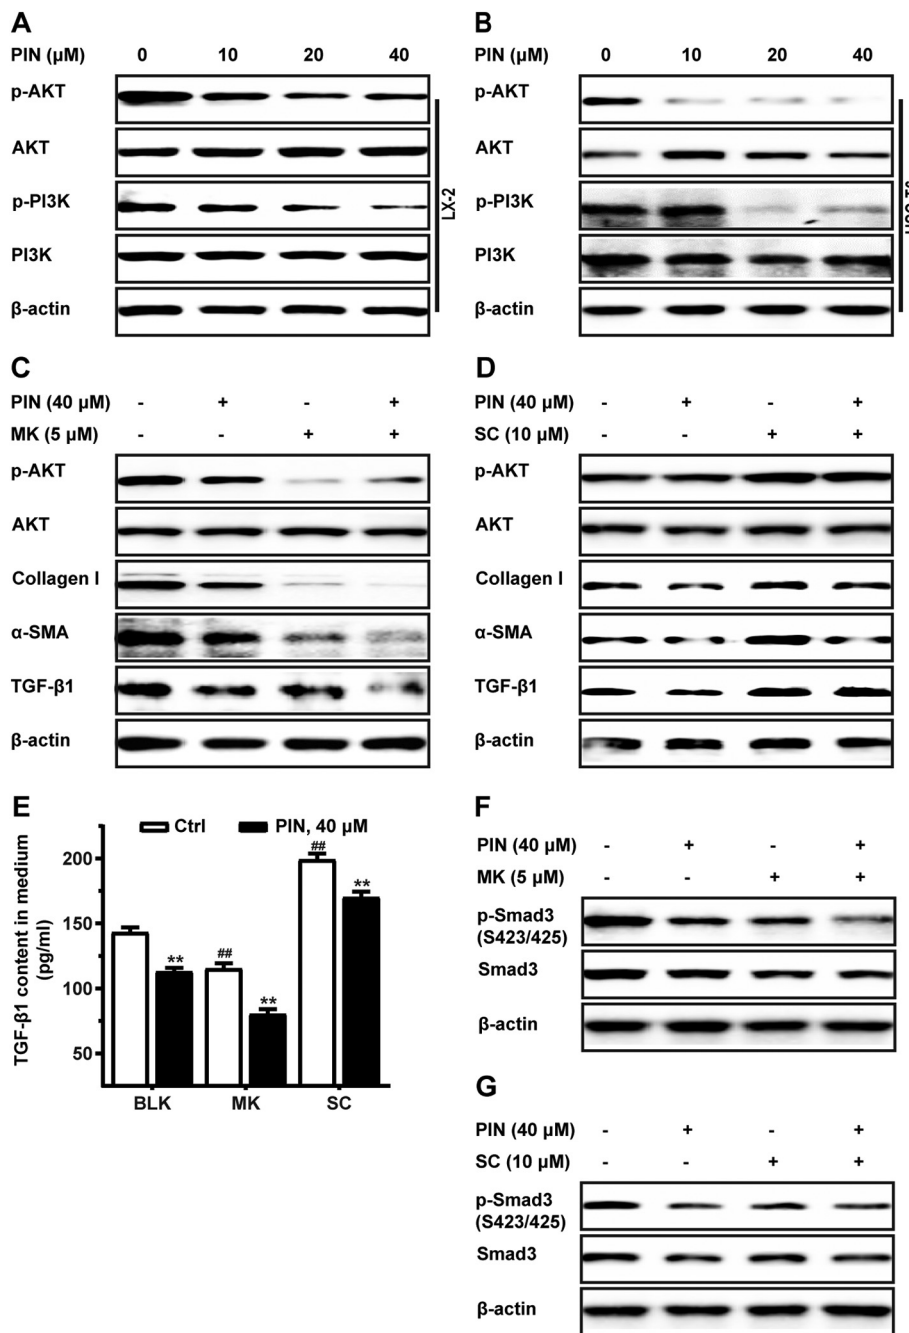 A
PIN (µM) 0 10 20 40
p-AKT
AKT
p-PI3K
PI3K
β-actin
LX-2
B
PIN (µM) 0 10 20 40
p-AKT
AKT
p-PI3K
PI3K
β-actin
C
PIN (40 µM) - + - +
MK (5 µM) - - + +
p-AKT
AKT
Collagen I
α-SMA
TGF-β1
β-actin
D
PIN (40 µM) - + - +
SC (10 µM) - - + +
p-AKT
AKT
Collagen I
α-SMA
TGF-β1
β-actin
E
Ctrl PIN, 40 µM
TGF-β1 content in medium
(pg/ml)
200
150
100
50
**
##
**
##
**
BLK MK SC
F
PIN (40 µM) - + - +
MK (5 µM) - - + +
p-Smad3
(S423/425)
Smad3
β-actin
G
PIN (40 µM) - + - +
SC (10 µM) - - + +
p-Smad3
(S423/425)
Smad3
β-actin